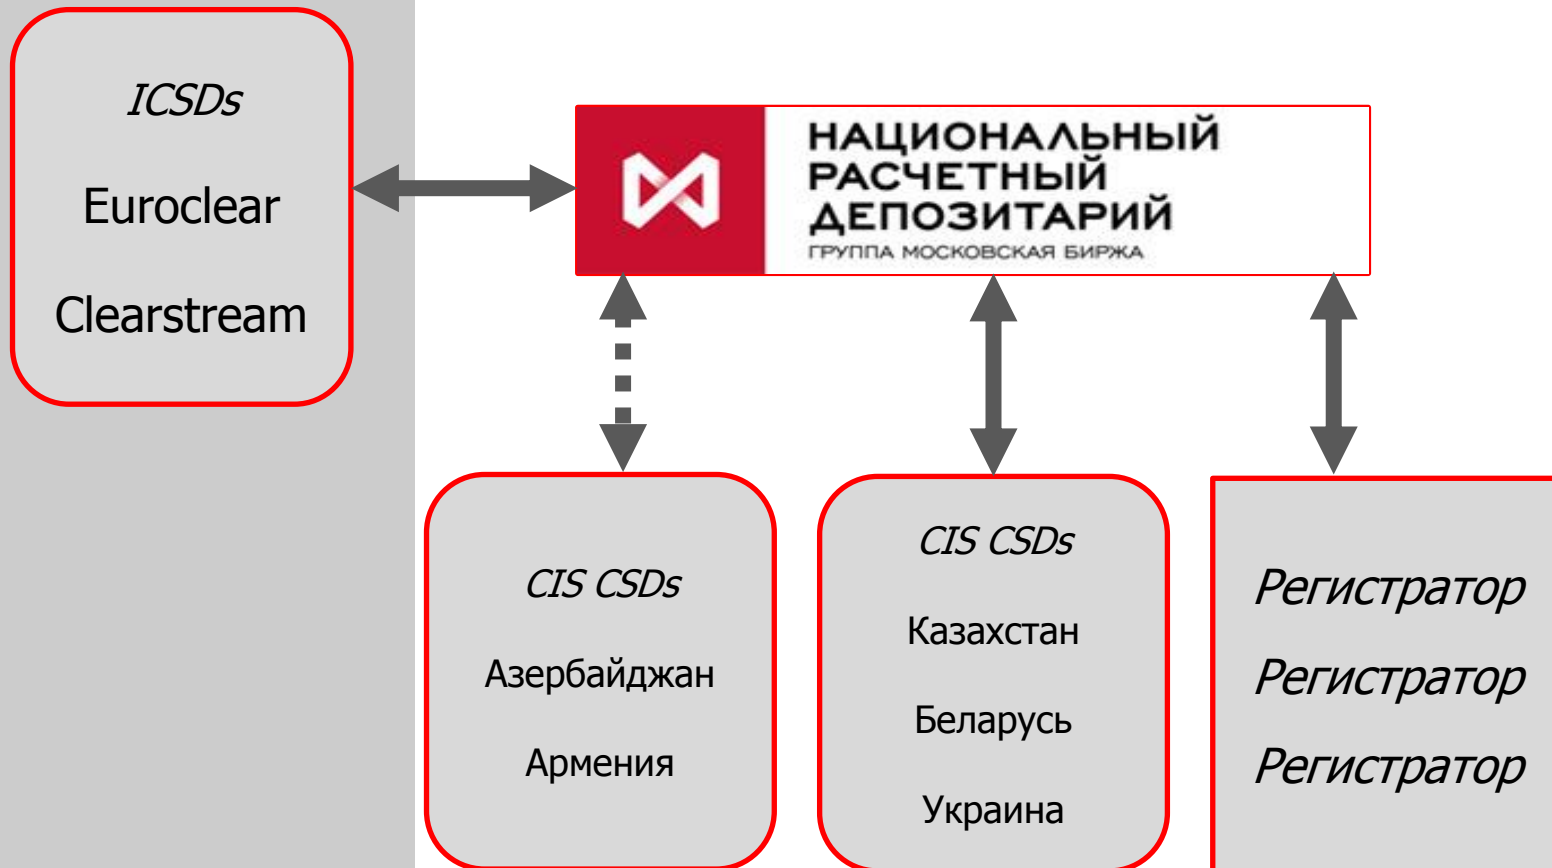 ICSDs
Euroclear
Clearstream
НАЦИОНАЛЬНЫЙ
РАСЧЕТНЫЙ
ДЕПОЗИТАРИЙ
ГРУППА МОСКОВСКАЯ БИРЖА
CIS CSDs
Азербайджан
Армения
CIS CSDs
Казахстан
Беларусь
Украина
Регистратор
Регистратор
Регистратор